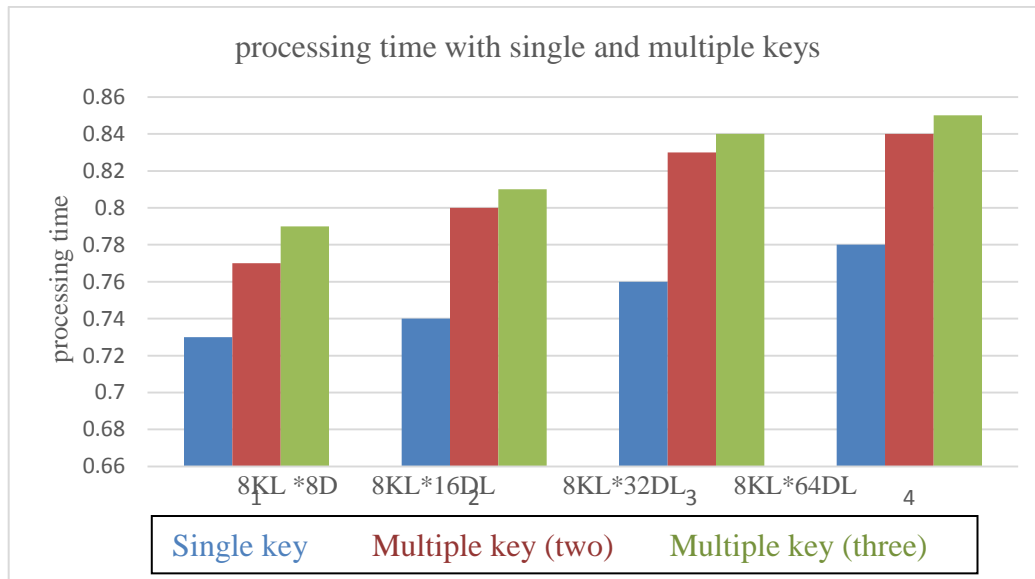 processing time with single and multiple keys
processing time
0.86
0.84
0.82
0.8
0.78
0.76
0.74
0.72
0.7
0.68
0.66
8KL *8D 8KL*16DL 8KL*32DL 8KL*64DL
1 2 3 4
Single key Multiple key (two) Multiple key (three)